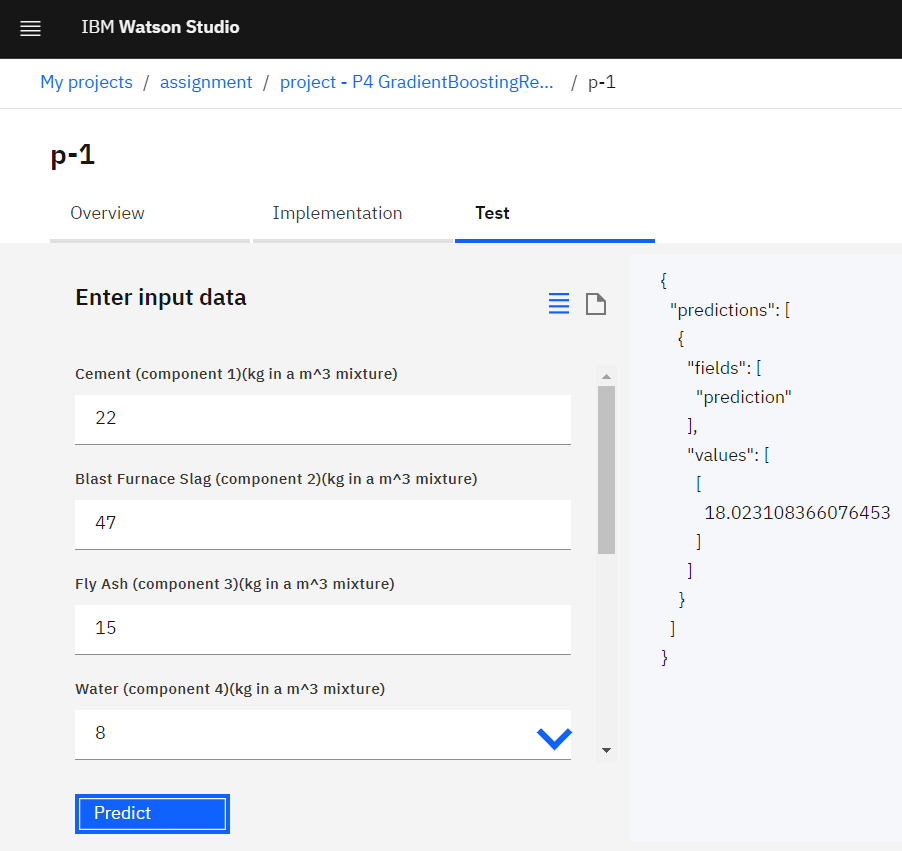 IBM Watson Studio
My projects / assignment / project - P4 GradientBoostingRe... / p-1
p-1
Overview
Implementation
Test
Enter input data
Cement (component 1)(kg in a m^3 mixture)
22
Blast Furnace Slag (component 2)(kg in a m^3 mixture)
47
Fly Ash (component 3)(kg in a m^3 mixture)
15
Water (component 4)(kg in a m^3 mixture)
8
Predict
{
"predictions": [
{
"fields": [
"prediction"
],
"values": [
[
18.023108366076453
]
]
}
]
}